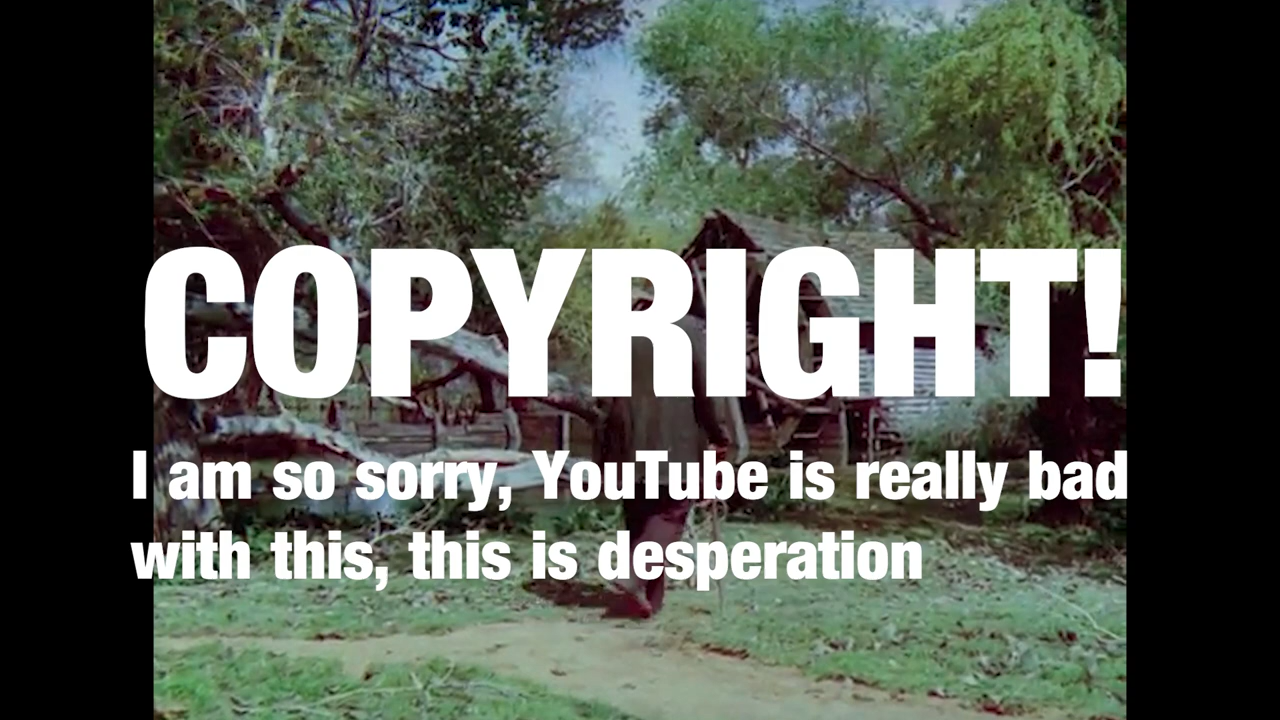 COPYRIGHT!
I am so sorry, YouTube is really bad
with this, this is desperation